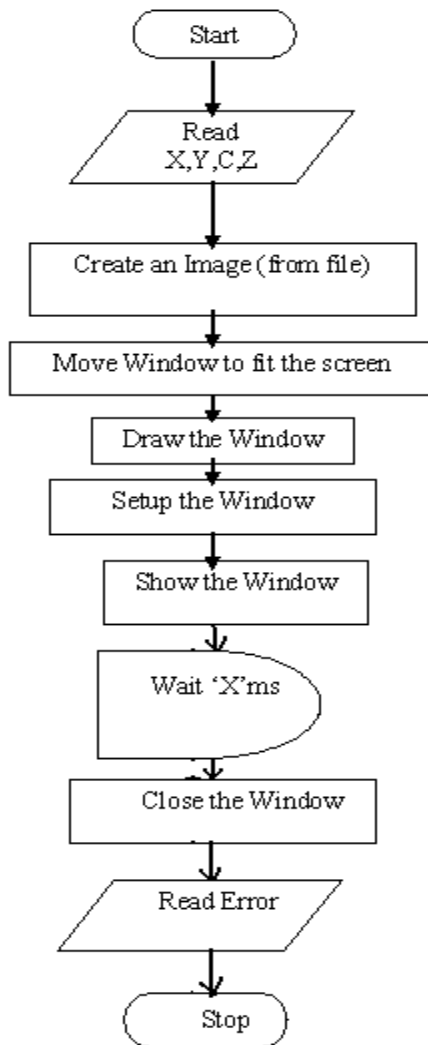 Start
Read
X,Y,C,Z
Create an Image (from file)
Move Window to fit the screen
Draw the Window
Setup the Window
Show the Window
Wait ‘X’ms
Close the Window
Read Error
Stop